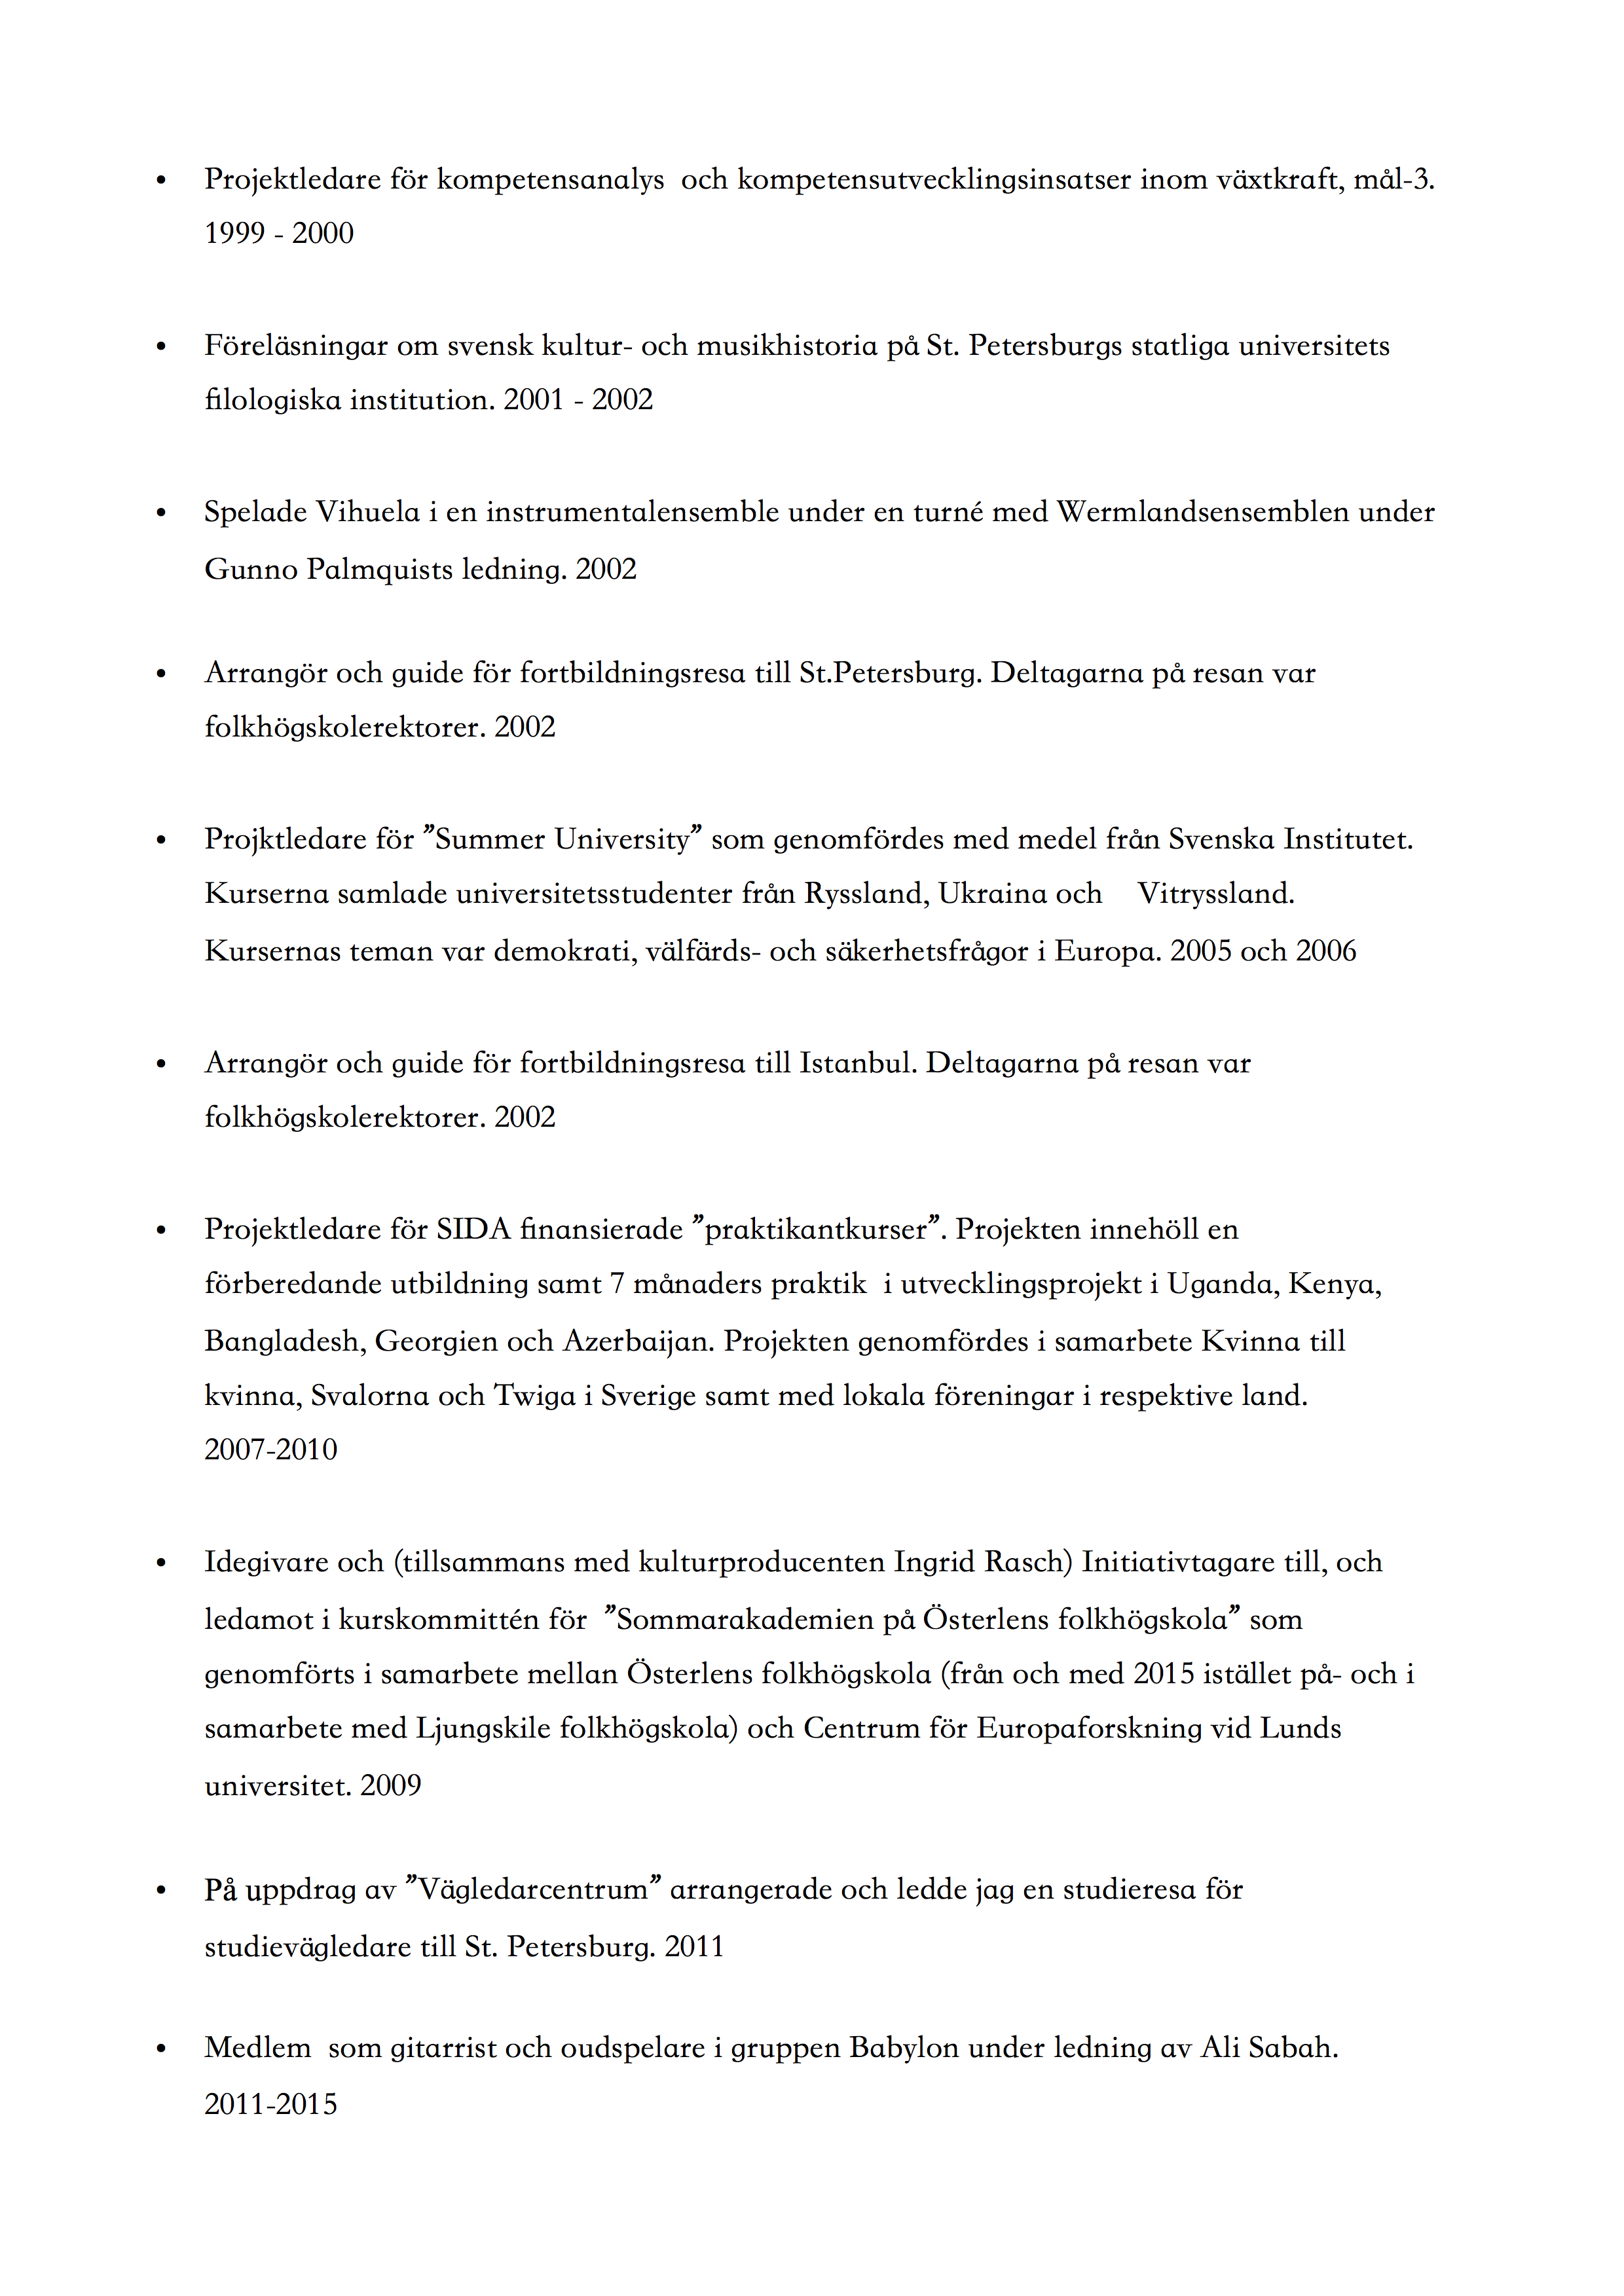 • Projektledare för kompetensanalys  och kompetensutvecklingsinsatser inom växtkraft, mål-3.
1999 - 2000
• Föreläsningar om svensk kultur- och musikhistoria på St. Petersburgs statliga universitets
filologiska institution. 2001 - 2002
• Spelade Vihuela i en instrumentalensemble under en turné med Wermlandsensemblen under
Gunno Palmquists ledning. 2002
• Arrangör och guide för fortbildningsresa till St.Petersburg. Deltagarna på resan var
folkhögskolerektorer. 2002
• Projktledare för ”Summer University” som genomfördes med medel från Svenska Institutet.
Kurserna samlade universitetsstudenter från Ryssland, Ukraina och    Vitryssland.
Kursernas teman var demokrati, välfärds- och säkerhetsfrågor i Europa. 2005 och 2006
• Arrangör och guide för fortbildningsresa till Istanbul. Deltagarna på resan var
folkhögskolerektorer. 2002
• Projektledare för SIDA finansierade ”praktikantkurser”. Projekten innehöll en
förberedande utbildning samt 7 månaders praktik  i utvecklingsprojekt i Uganda, Kenya,
Bangladesh, Georgien och Azerbaijan. Projekten genomfördes i samarbete Kvinna till
kvinna, Svalorna och Twiga i Sverige samt med lokala föreningar i respektive land.
2007-2010
• Idegivare och (tillsammans med kulturproducenten Ingrid Rasch) Initiativtagare till, och
ledamot i kurskommittén för  ”Sommarakademien på Österlens folkhögskola” som
genomförts i samarbete mellan Österlens folkhögskola (från och med 2015 istället på- och i
samarbete med Ljungskile folkhögskola) och Centrum för Europaforskning vid Lunds
universitet. 2009
• På uppdrag av ”Vägledarcentrum” arrangerade och ledde jag en studieresa för
studievägledare till St. Petersburg. 2011
• Medlem  som gitarrist och oudspelare i gruppen Babylon under ledning av Ali Sabah.
2011-2015